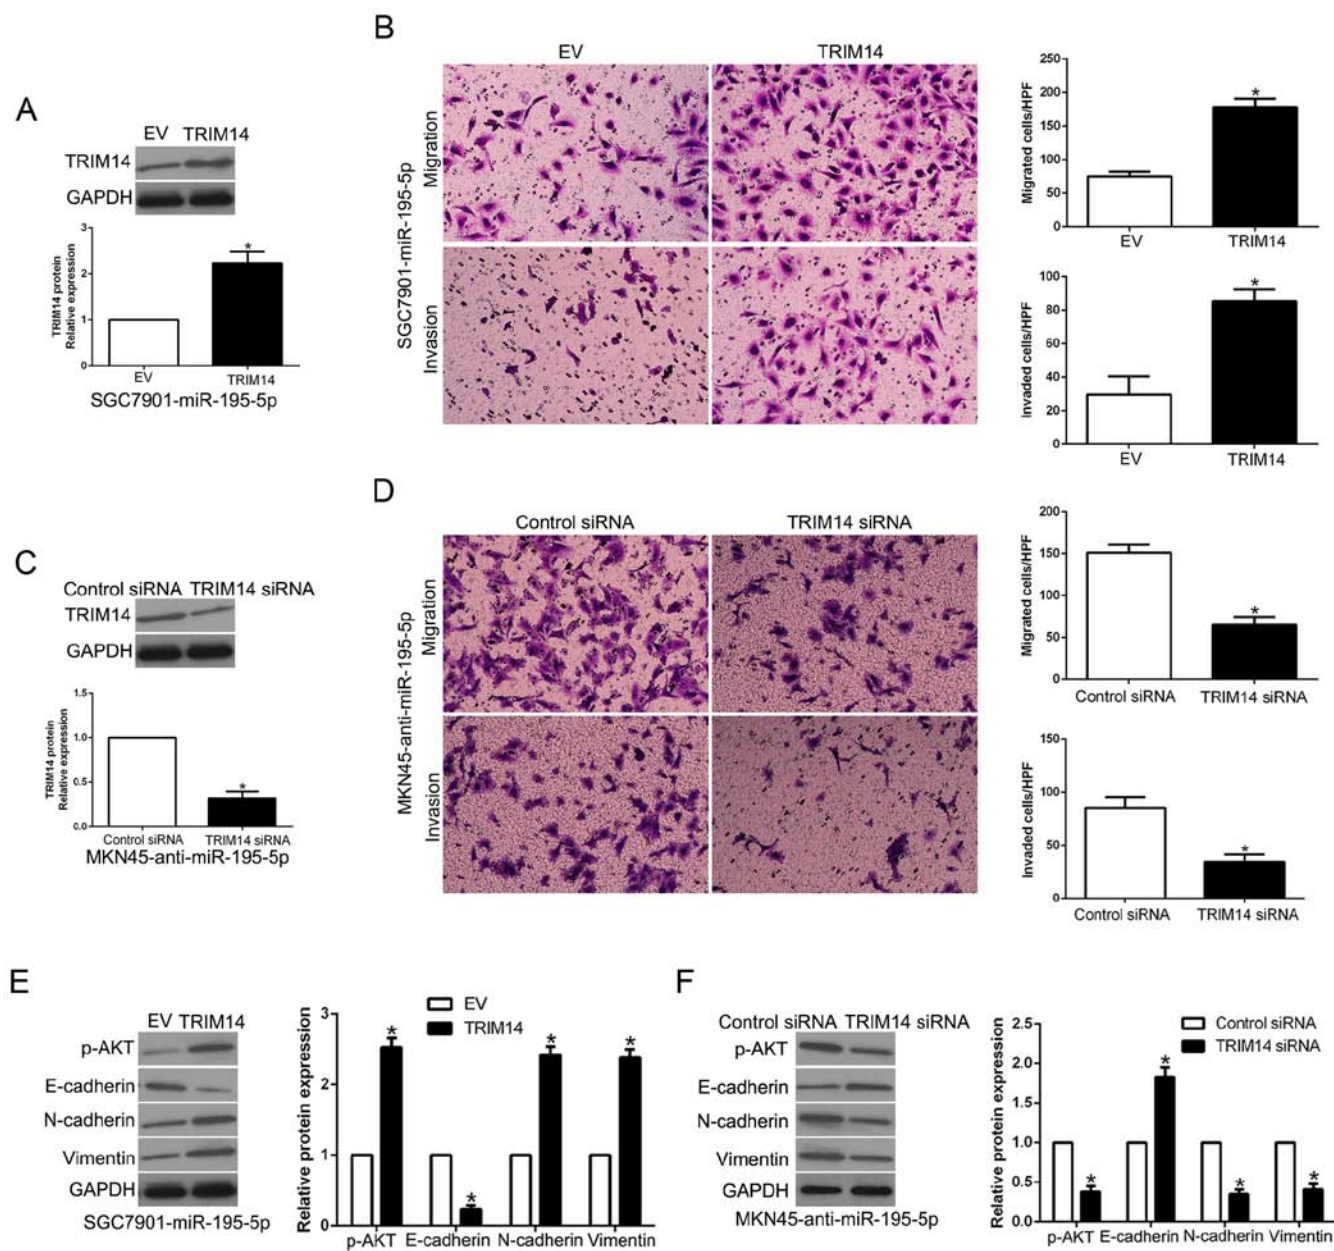 A
EV TRIM14
TRIM14
GAPDH
TRIM14 protein
Relative expression
3
2
1
0
*
EV TRIM14
SGC7901-miR-195-5p
B
EV TRIM14
SGC7901-miR-195-5p
Migration
Invasion
Migrated cells/HPF
250
200
150
100
50
0
*
EV TRIM14
Invaded cells/HPF
100
80
60
40
20
0
*
EV TRIM14
C
Control siRNA TRIM14 siRNA
TRIM14
GAPDH
TRIM14 protein
Relative expression
1.5
1.0
0.5
0.0
*
Control siRNA TRIM14 siRNA
MKN45-anti-miR-195-5p
D
Control siRNA TRIM14 siRNA
MKN45-anti-miR-195-5p
Migration
Invasion
Migrated cells/HPF
200
150
100
50
0
*
Control siRNA TRIM14 siRNA
Invaded cells/HPF
150
100
50
0
*
Control siRNA TRIM14 siRNA
E
EV TRIM14
p-AKT
E-cadherin
N-cadherin
Vimentin
GAPDH
SGC7901-miR-195-5p
Relative protein expression
3
2
1
0
EV
TRIM14
* * * *
p-AKT E-cadherin N-cadherin Vimentin
F
Control siRNA TRIM14 siRNA
p-AKT
E-cadherin
N-cadherin
Vimentin
GAPDH
MKN45-anti-miR-195-5p
Relative protein expression
2.5
2.0
1.5
1.0
0.5
0.0
Control siRNA
TRIM14 siRNA
* * * *
p-AKT E-cadherin N-cadherin Vimentin